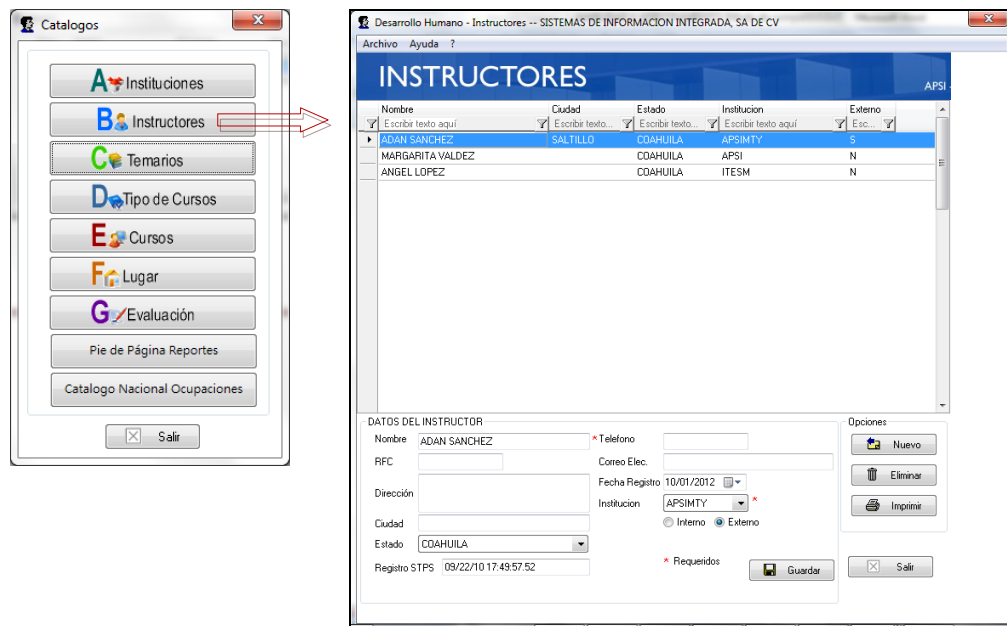 Catalogos
A Instituciones
B Instructores
C Temarios
D Tipo de Cursos
E Cursos
F Lugar
G Evaluación
Pie de Página Reportes
Catalogo Nacional Ocupaciones
Salir
Desarrollo Humano - Instructores -- SISTEMAS DE INFORMACION INTEGRADA, SA DE CV
Archivo Ayuda ?
INSTRUCTORES
APSI
Nombre Ciudad Estado Institucion Externo
Escribir texto aquí Escribir texto... Escribir texto... Escribir texto aquí Esc...
ADAN SANCHEZ SALTILLO COAHUILA APSIMTY S
MARGARITA VALDEZ COAHUILA APSI N
ANGEL LOPEZ COAHUILA ITESM N
DATOS DEL INSTRUCTOR
Nombre ADAN SANCHEZ * Telefono
RFC Correo Elec.
Fecha Registro 10/01/2012
Dirección
Institucion APSIMTY *
Interno Externo
Ciudad
Estado COAHUILA
Registro STPS 09/22/10 17:49:57.52
* Requeridos
Guardar
Opciones
Nuevo
Eliminar
Imprimir
Salir